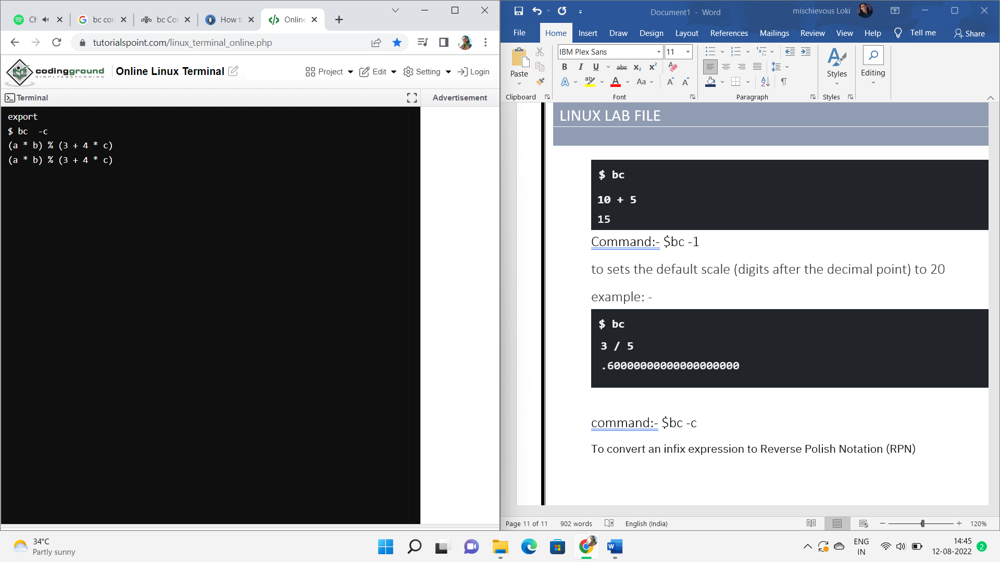 Ch
bc con
bc Cor
How t
Online
tutorialspoint.com/linux_terminal_online.php
codingground
SIMPLYEASYCODING
Online Linux Terminal
Project
Edit
Setting
Login
Terminal
Advertisement
export
$ bc  -c
(a * b) % (3 + 4 * c)
(a * b) % (3 + 4 * c)
Document1 - Word
mischievous Loki
File
Home
Insert
Draw
Design
Layout
References
Mailings
Review
View
Help
Tell me
Share
Paste
Clipboard
IBM Plex Sans
11
B I U abc X₂ X²
A ab A Aa A A
Font
Paragraph
Styles
Styles
Editing
LINUX LAB FILE
$ bc
10 + 5
15
Command:- $bc -1
to sets the default scale (digits after the decimal point) to 20
example: -
$ bc
3 / 5
.60000000000000000000
command:- $bc -c
To convert an infix expression to Reverse Polish Notation (RPN)
Page 11 of 11
902 words
English (India)
120%
34°C
Partly sunny
ENG
IN
14:45
12-08-2022
2